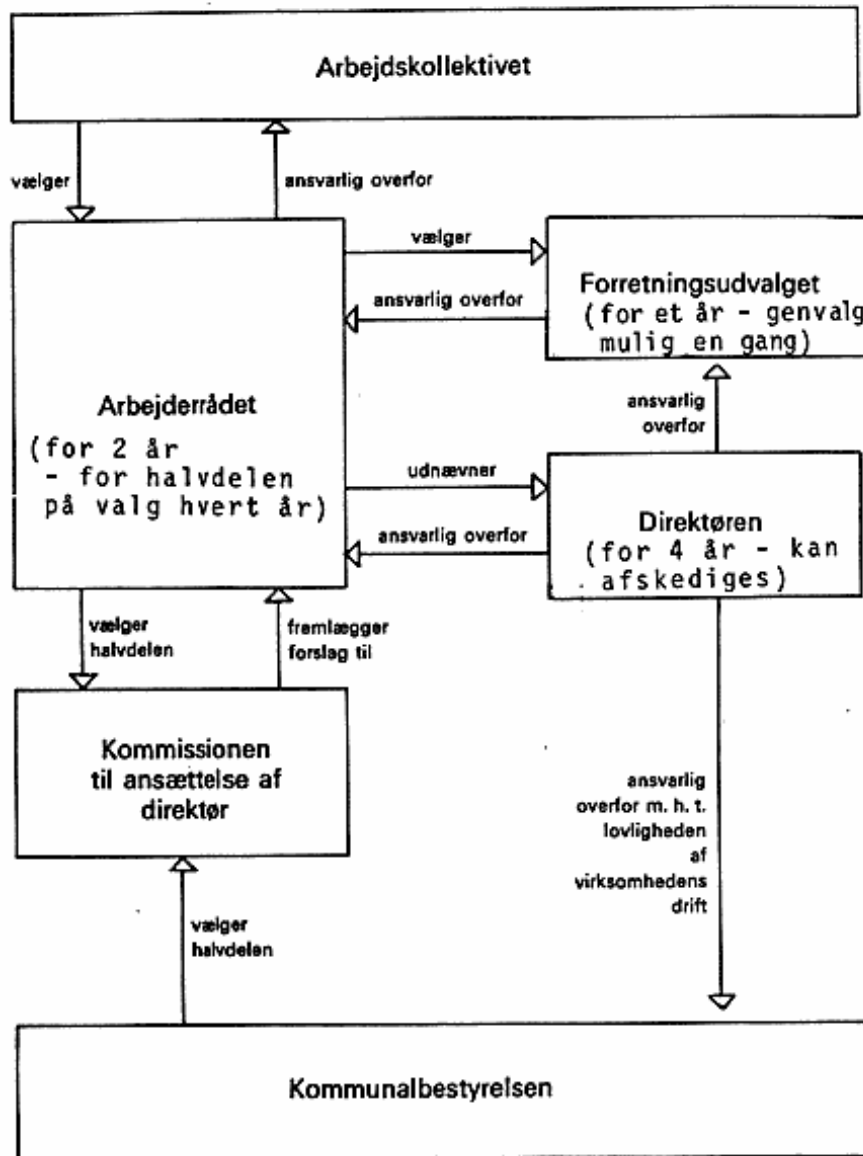 Arbejdskollektivet
vælger
ansvarlig overfor
vælger
ansvarlig overfor
Forretningsudvalget
(for et år - genvalg
mulig en gang)
ansvarlig
overfor
Arbejderrådet
(for 2 år
- for halvdelen
på valg hvert år)
udnævner
ansvarlig overfor
Direktøren
(for 4 år - kan
afskediges)
vælger
halvdelen
fremlægger
forslag til
Kommissionen
til ansættelse af
direktør
ansvarlig
overfor m. h. t.
lovligheden
af
virksomhedens
drift
vælger
halvdelen
Kommunalbestyrelsen